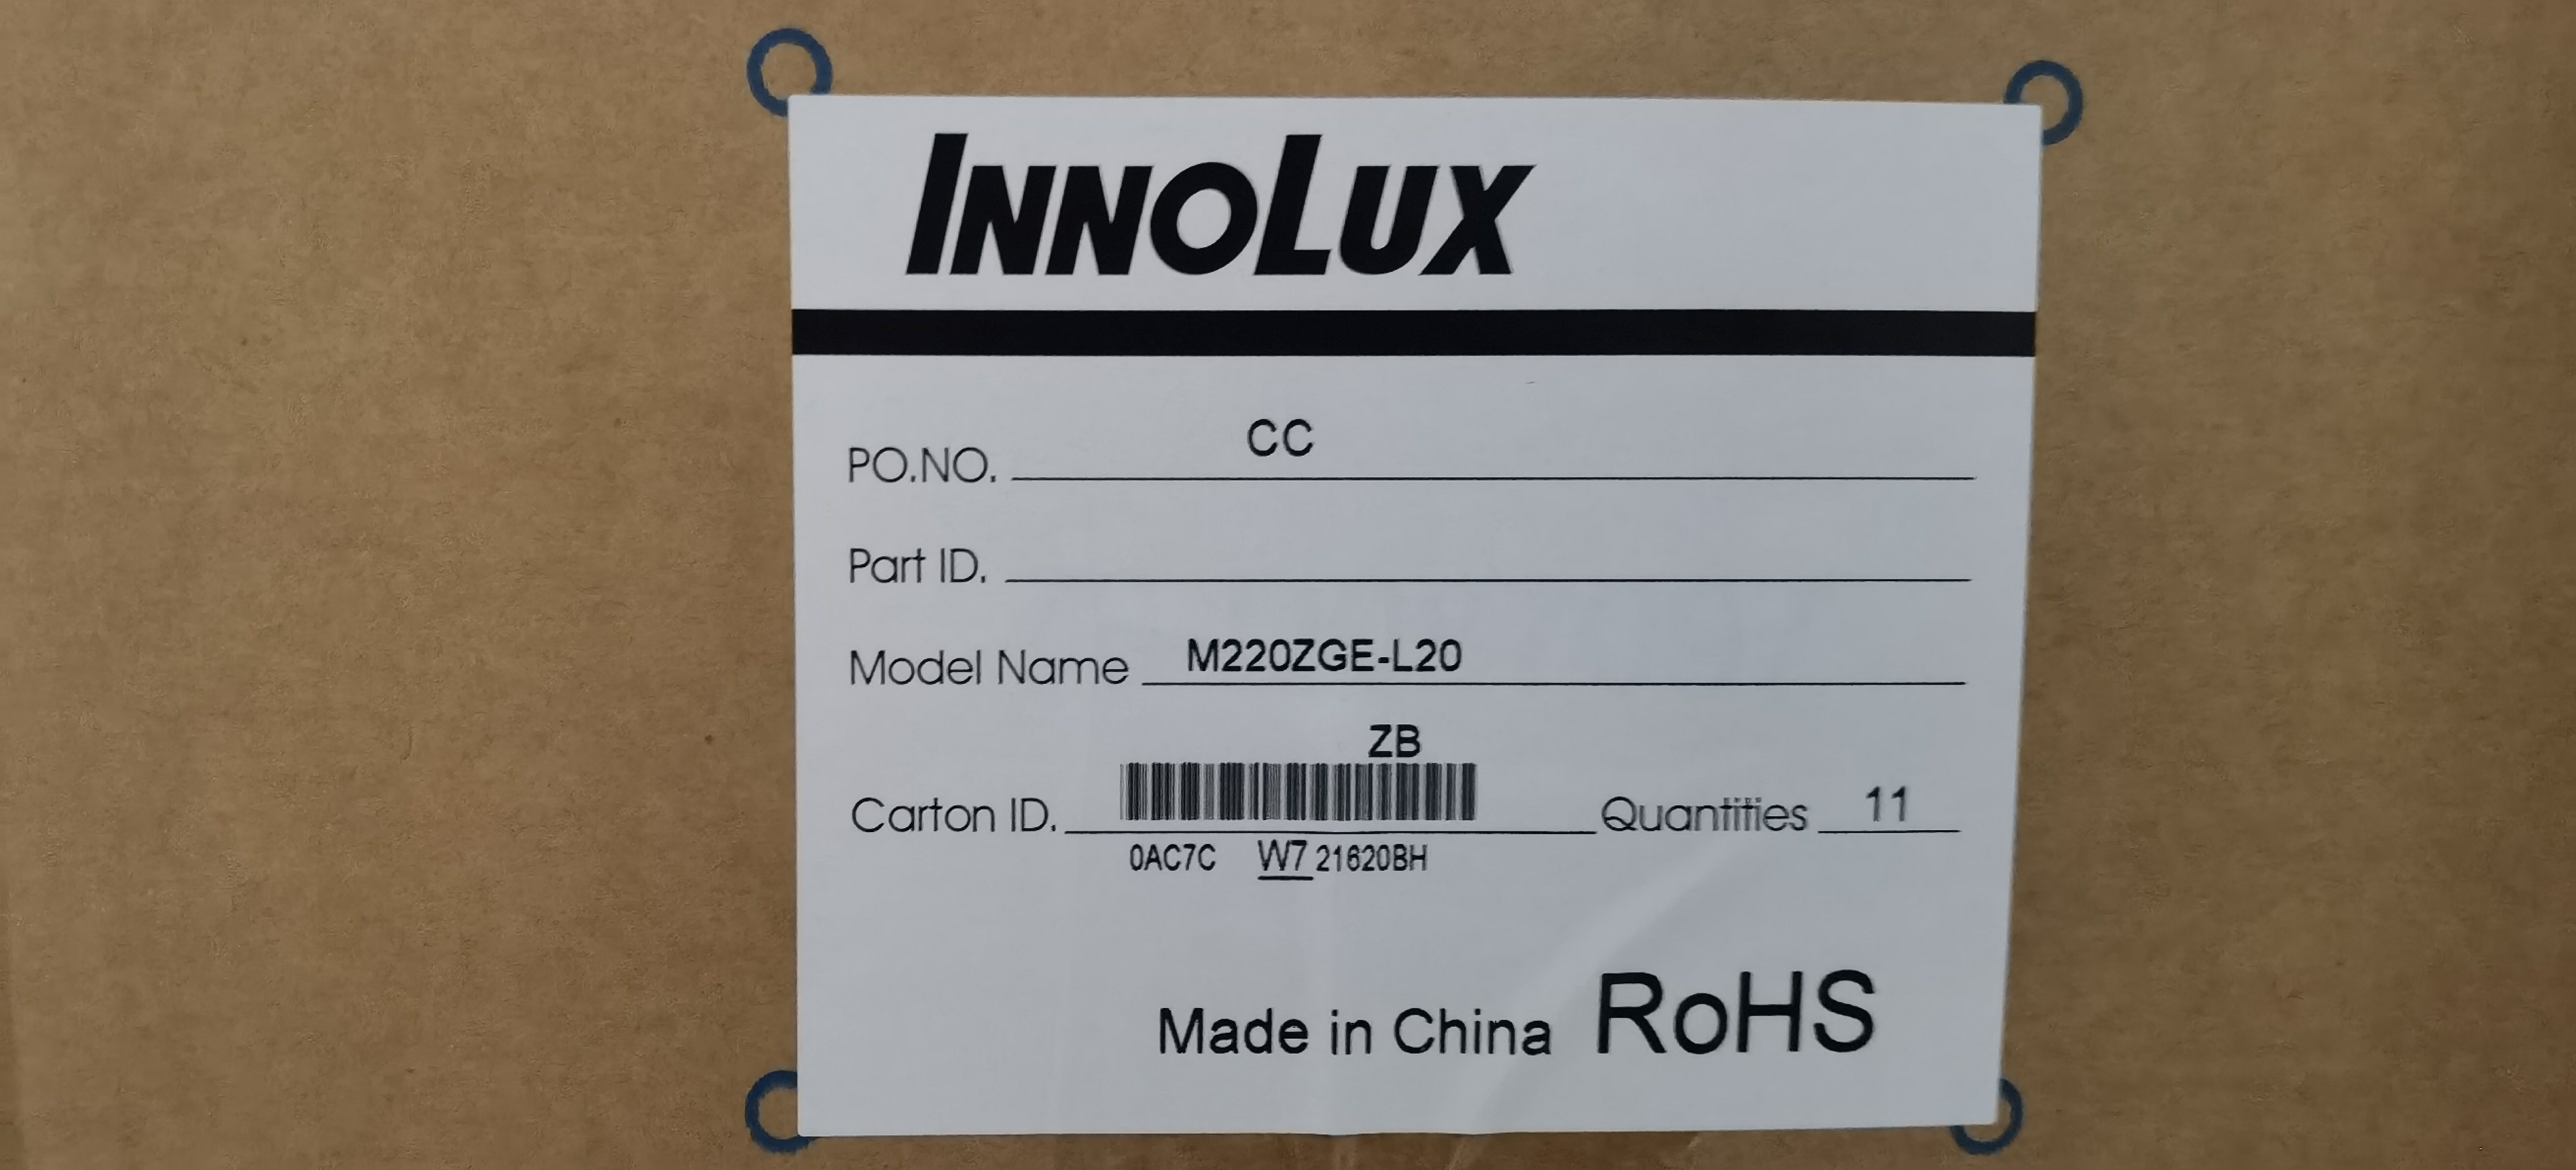 INNOLUX
PO.NO. CC
Part ID.
Model Name M220ZGE-L20
ZB
Carton ID. Quantities 11
0AC7C W7 21620BH
Made in China RoHS